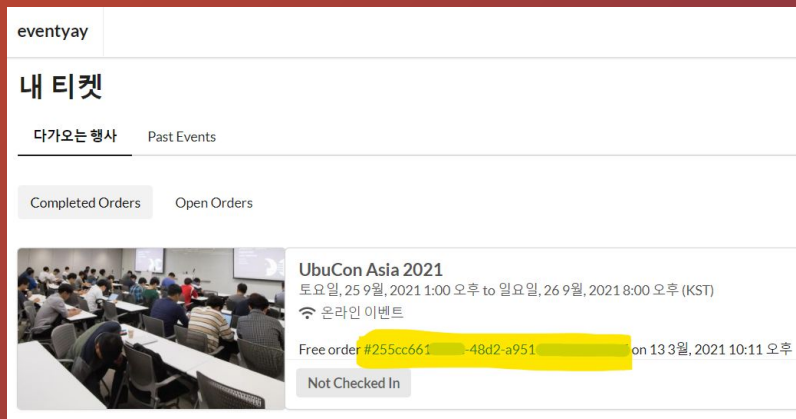 eventyay
내 티켓
다가오는 행사 Past Events
Completed Orders Open Orders
UbuCon Asia 2021
토요일, 25 9월, 2021 1:00 오후 to 일요일, 26 9월, 2021 8:00 오후 (KST)
온라인 이벤트
Free order #255cc661 -48d2-a951 on 13 3월, 2021 10:11 오후
Not Checked In